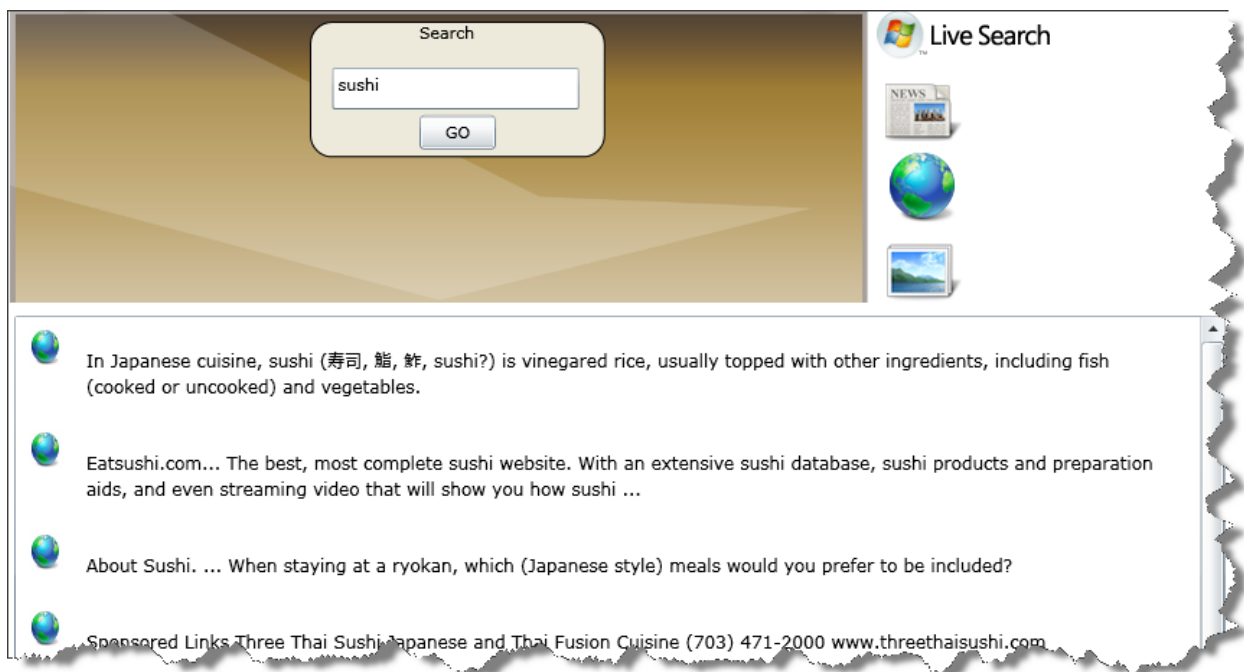 Search
sushi
GO
Live Search
TM
NEWS
In Japanese cuisine, sushi (寿司, 鮨, 鮓, sushi?) is vinegared rice, usually topped with other ingredients, including fish
(cooked or uncooked) and vegetables.
Eatsushi.com... The best, most complete sushi website. With an extensive sushi database, sushi products and preparation
aids, and even streaming video that will show you how sushi ...
About Sushi. ... When staying at a ryokan, which (Japanese style) meals would you prefer to be included?
Sponsored Links Three Thai Sushi Japanese and Thai Fusion Cuisine (703) 471-2000 www.threethaisushi.com